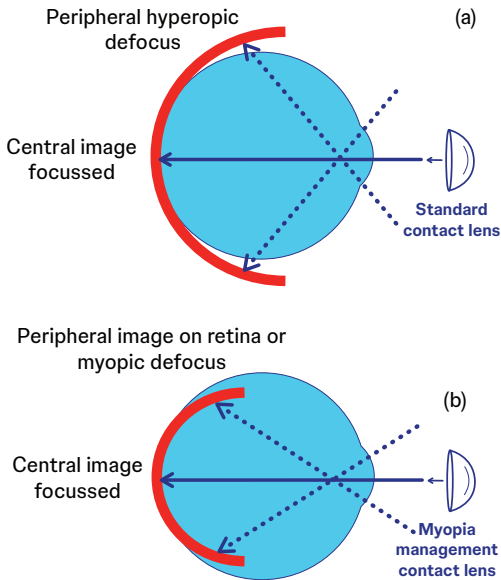 Peripheral hyperopic
defocus
(a)
Central image
focussed
Standard
contact lens
Peripheral image on retina or
myopic defocus
(b)
Central image
focussed
Myopia
management
contact lens